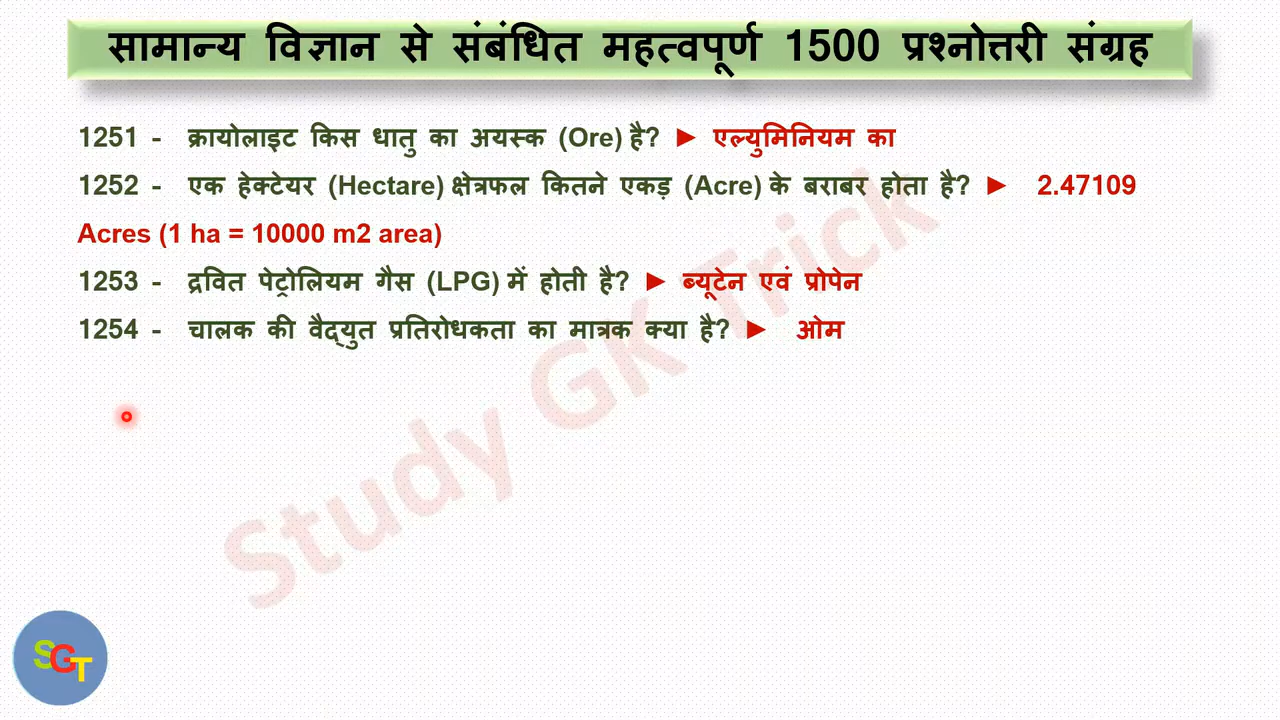 सामान्य विज्ञान से संबंधित महत्वपूर्ण 1500 प्रश्नोत्तरी संग्रह
1251 - क्रायोलाइट किस धातु का अयस्क (Ore) है? ► एल्युमिनियम का
1252 - एक हेक्टेयर (Hectare) क्षेत्रफल कितने एकड़ (Acre) के बराबर होता है? ► 2.47109
Acres (1 ha = 10000 m2 area)
1253 - द्रवित पेट्रोलियम गैस (LPG) में होती है? ► ब्यूटेन एवं प्रोपेन
1254 - चालक की वैद्युत प्रतिरोधकता का मात्रक क्या है? ► ओम
Study GK Trick
SGT